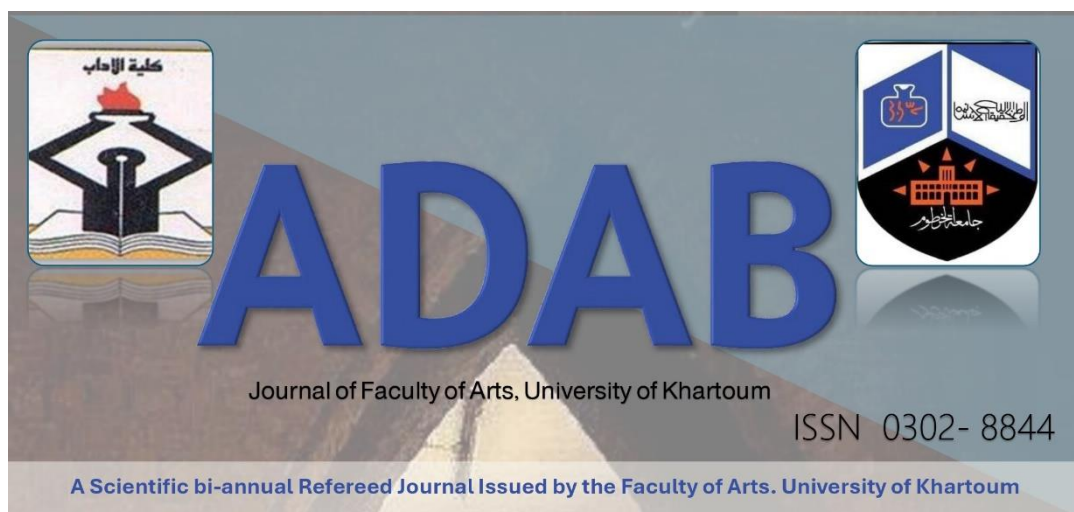 كلية الآداب
جامعة الخرطوم
ADAB
Journal of Faculty of Arts, University of Khartoum
ISSN 0302- 8844
A Scientific bi-annual Refereed Journal Issued by the Faculty of Arts. University of Khartoum